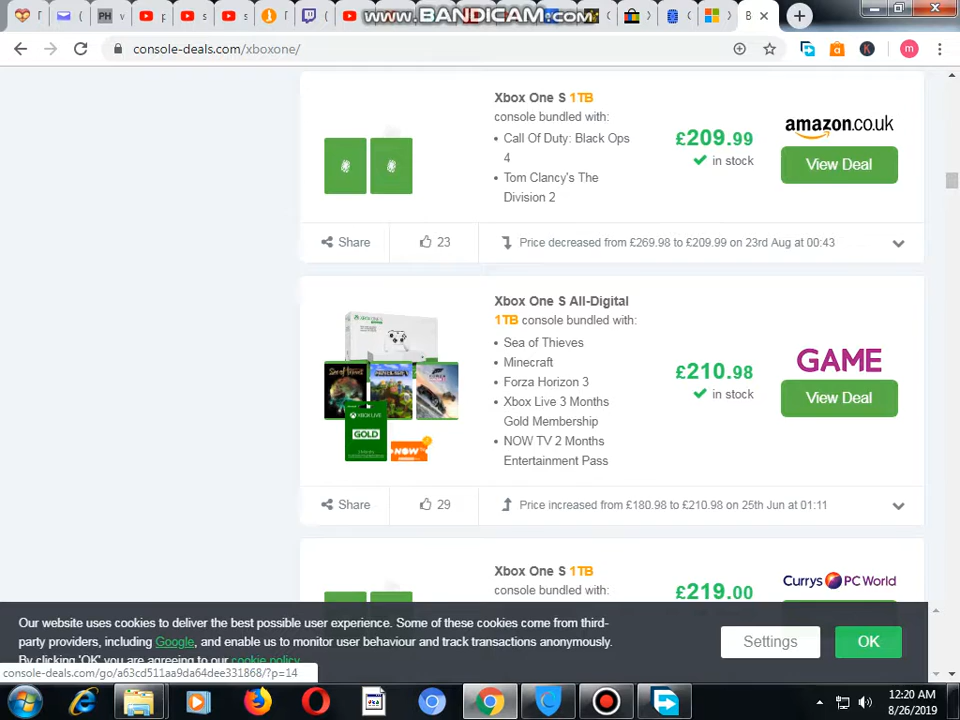 www.BANDICAM.com
console-deals.com/xboxone/
Xbox One S 1TB
console bundled with:
• Call Of Duty: Black Ops
4
• Tom Clancy's The
Division 2
£209.99
in stock
amazon.co.uk
View Deal
Share
23
Price decreased from £269.98 to £209.99 on 23rd Aug at 00:43
Xbox One S All-Digital
1TB console bundled with:
• Sea of Thieves
• Minecraft
• Forza Horizon 3
• Xbox Live 3 Months
Gold Membership
• NOW TV 2 Months
Entertainment Pass
XBOX LIVE
GOLD
NOW
£210.98
in stock
GAME
View Deal
Share
29
Price increased from £180.98 to £210.98 on 25th Jun at 01:11
Xbox One S 1TB
console bundled with:
£219.00
Currys PC World
Our website uses cookies to deliver the best possible user experience. Some of these cookies come from third-
party providers, including Google, and enable us to monitor user behaviour and track transactions anonymously.
By clicking 'OK' you are agreeing to our cookie policy
Settings
OK
console-deals.com/go/a63cd511aa9da64dee331868/?p=14
12:20 AM
8/26/2019